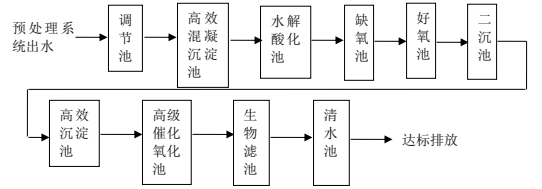 预处理系
统出水
调
节
池
高 效
混 凝
沉 淀
池
水 解
酸 化
池
缺
氧
池
好
氧
池
二
沉
池
高 效
沉 淀
池
高级
催化
氧化
池
生
物
滤
池
清
水
池
达标排放